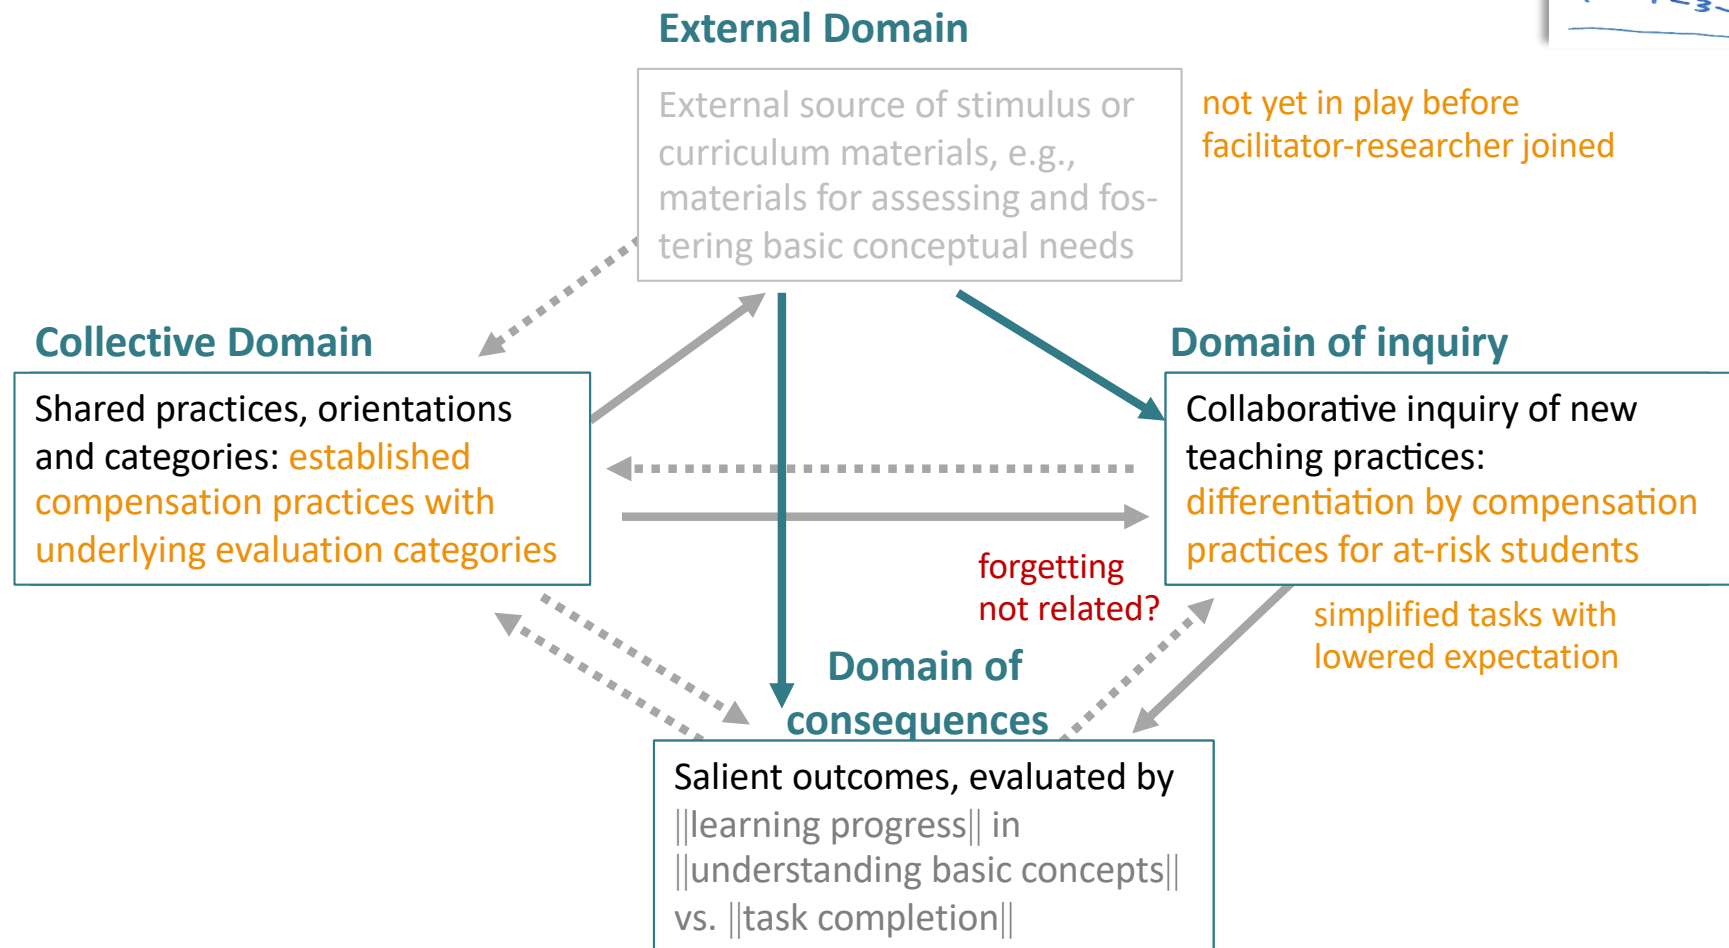 External Domain
External source of stimulus or
curriculum materials, e.g.,
materials for assessing and fos-
tering basic conceptual needs
not yet in play before
facilitator-researcher joined
Collective Domain
Shared practices, orientations
and categories: established
compensation practices with
underlying evaluation categories
Domain of inquiry
Collaborative inquiry of new
teaching practices:
differentiation by compensation
practices for at-risk students
forgetting
not related?
simplified tasks with
lowered expectation
Domain of
consequences
Salient outcomes, evaluated by
||learning progress|| in
||understanding basic concepts||
vs. ||task completion||